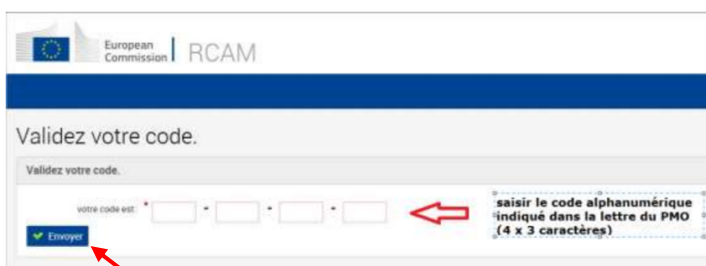 European
Commission
RCAM
Validez votre code.
Validez votre code.
votre code est: * - - -
saisir le code alphanumérique
indiqué dans la lettre du PMO
(4 x 3 caractères)
Envoyer